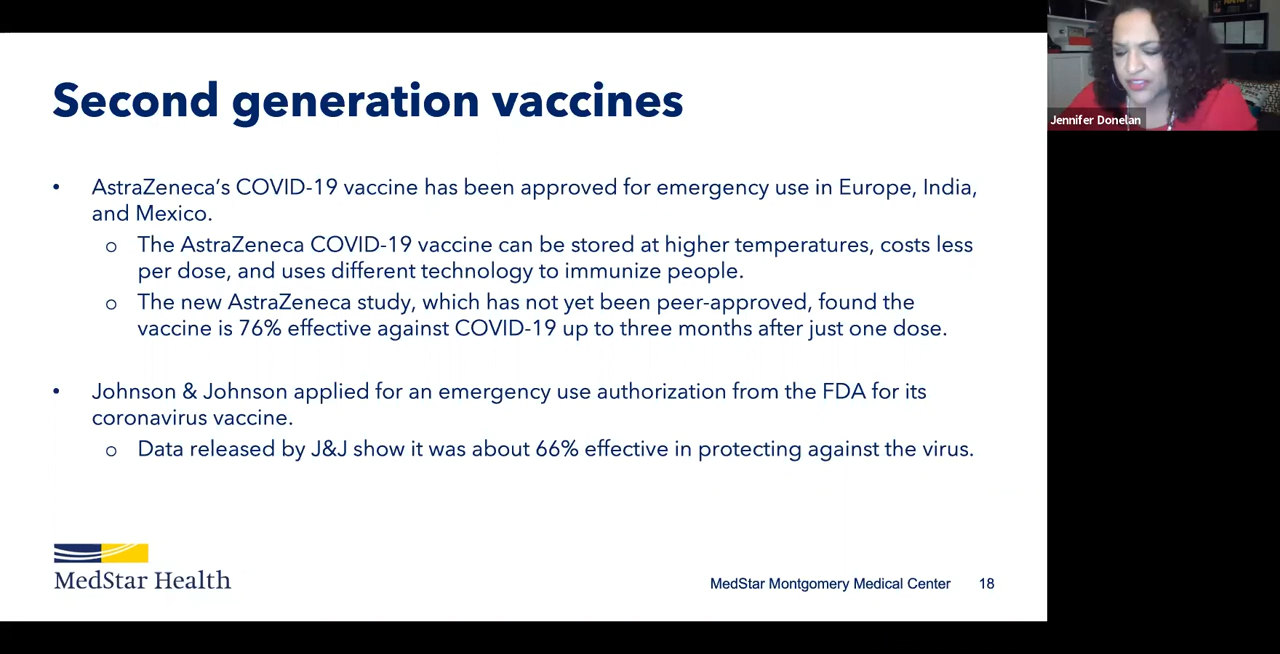 Second generation vaccines
• AstraZeneca’s COVID-19 vaccine has been approved for emergency use in Europe, India,
and Mexico.
o The AstraZeneca COVID-19 vaccine can be stored at higher temperatures, costs less
per dose, and uses different technology to immunize people.
o The new AstraZeneca study, which has not yet been peer-approved, found the
vaccine is 76% effective against COVID-19 up to three months after just one dose.
• Johnson & Johnson applied for an emergency use authorization from the FDA for its
coronavirus vaccine.
o Data released by J&J show it was about 66% effective in protecting against the virus.
MedStar Health
MedStar Montgomery Medical Center 18
Jennifer Donelan